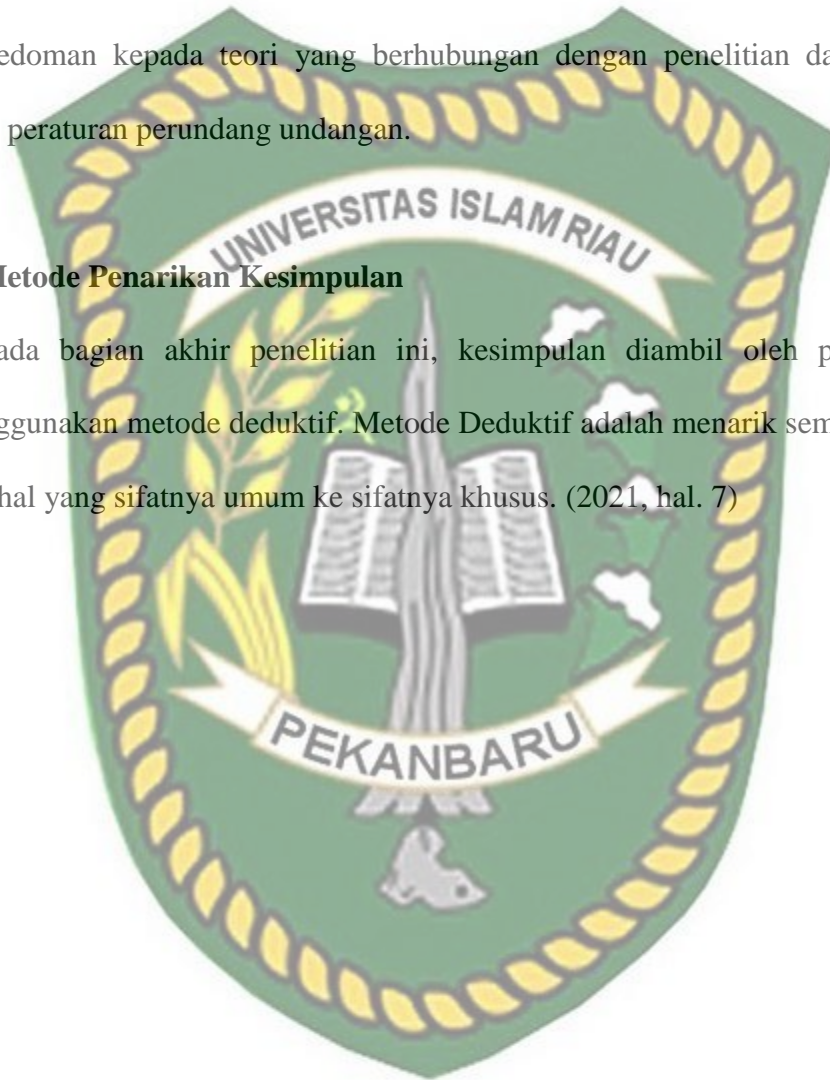 edoman kepada teori yang berhubungan dengan penelitian da
peraturan perundang undangan.
UNIVERSITAS ISLAM RIAU
Metode Penarikan Kesimpulan
ada bagian akhir penelitian ini, kesimpulan diambil oleh p
ggunakan metode deduktif. Metode Deduktif adalah menarik sem
hal yang sifatnya umum ke sifatnya khusus. (2021, hal. 7)
PEKANBARU